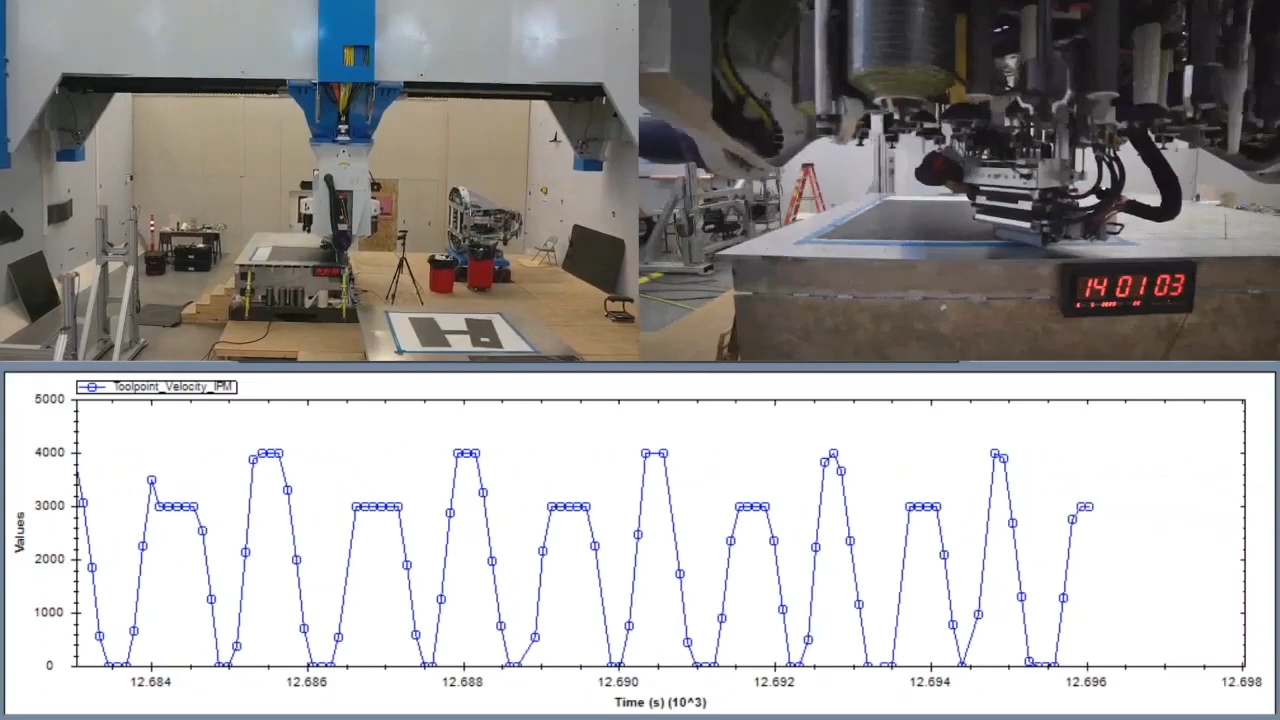 H
14 01 03
Toolpoint_Velocity_IPM
5000
4000
3000
2000
1000
0
Values
12.684
12.686
12.688
12.690
12.692
12.694
12.696
12.698
Time (s) (10^3)